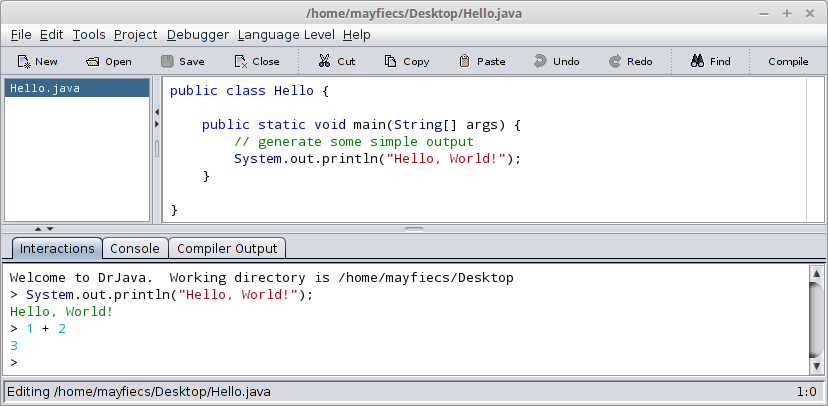 /home/mayfiecs/Desktop/Hello.java
File Edit Tools Project Debugger Language Level Help
New Open Save Close Cut Copy Paste Undo Redo Find Compile
Hello.java
public class Hello {
public static void main(String[] args) {
// generate some simple output
System.out.println("Hello, World!");
}
}
Interactions Console Compiler Output
Welcome to DrJava.  Working directory is /home/mayfiecs/Desktop
> System.out.println("Hello, World!");
Hello, World!
> 1 + 2
3
>
Editing /home/mayfiecs/Desktop/Hello.java 1:0